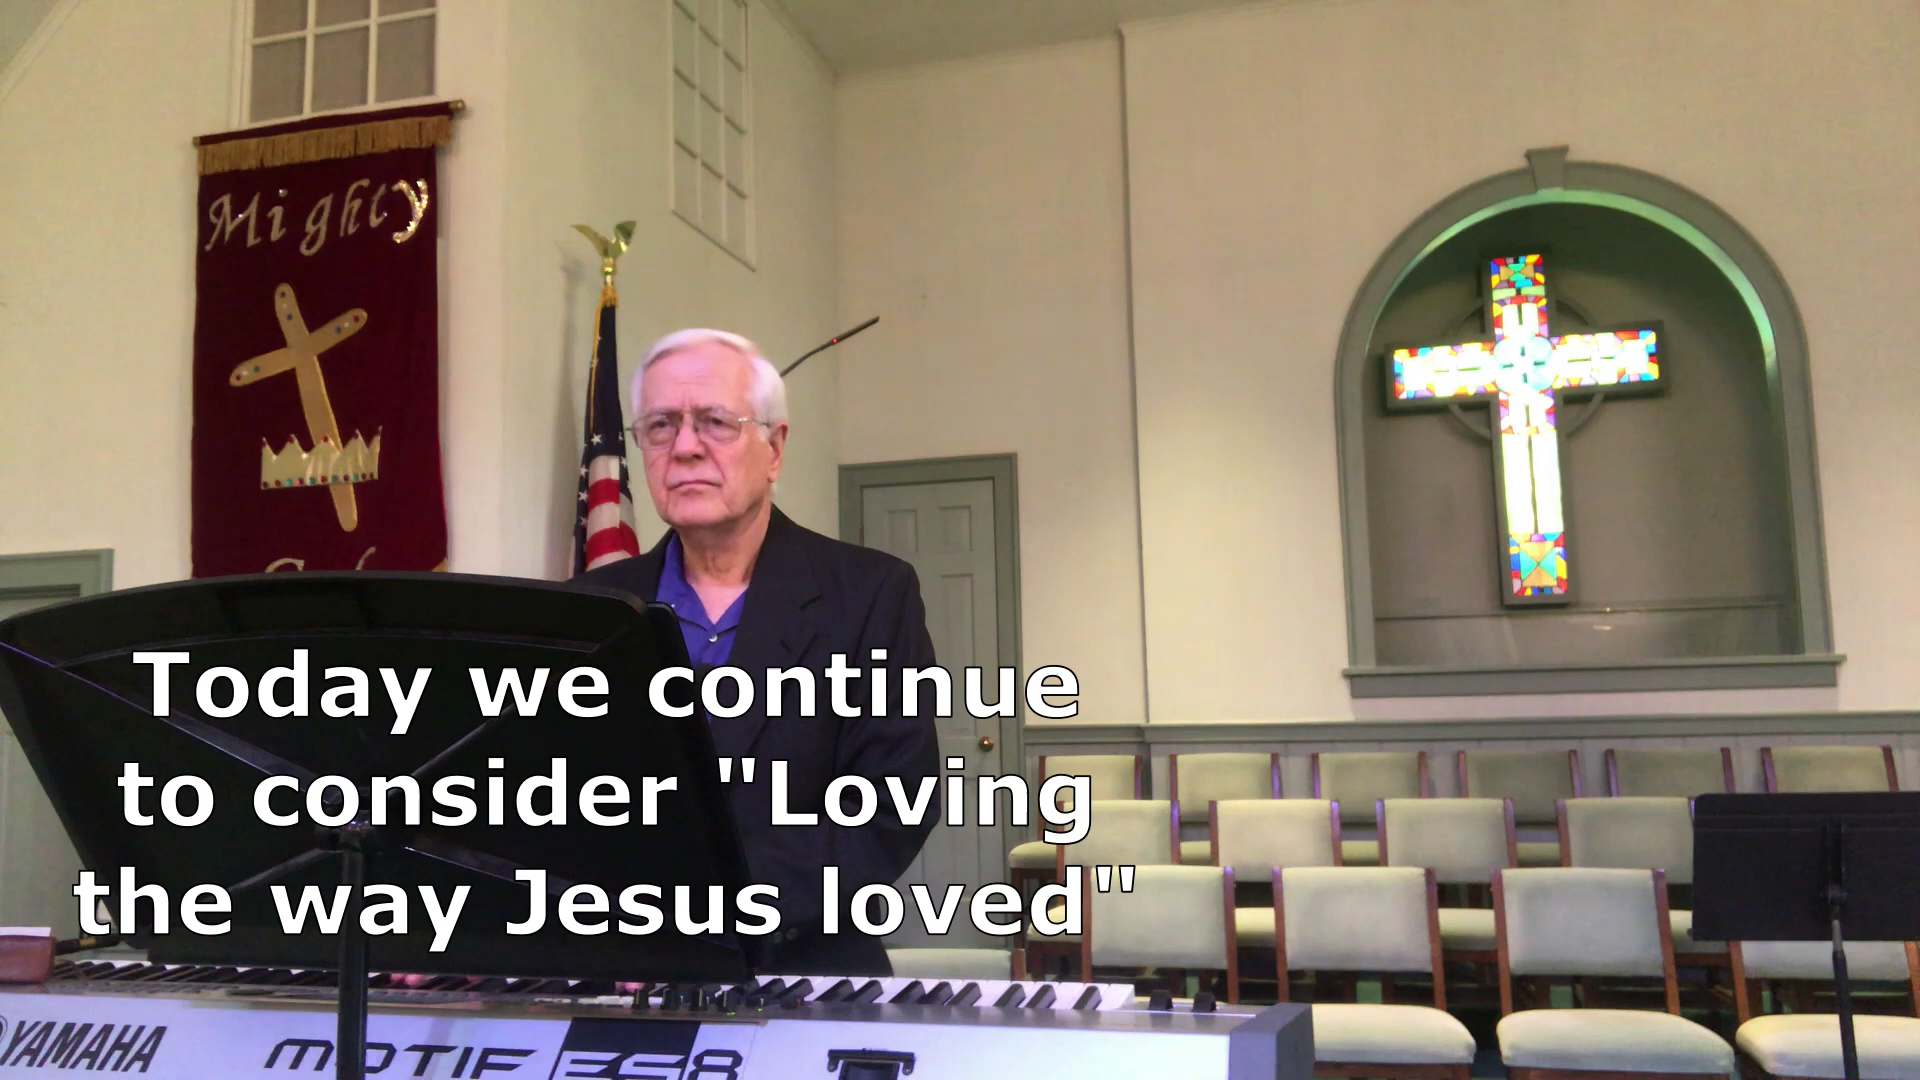 Mighty
Today we continue
to consider "Loving
the way Jesus loved"
YAMAHA
MOTIF ES8